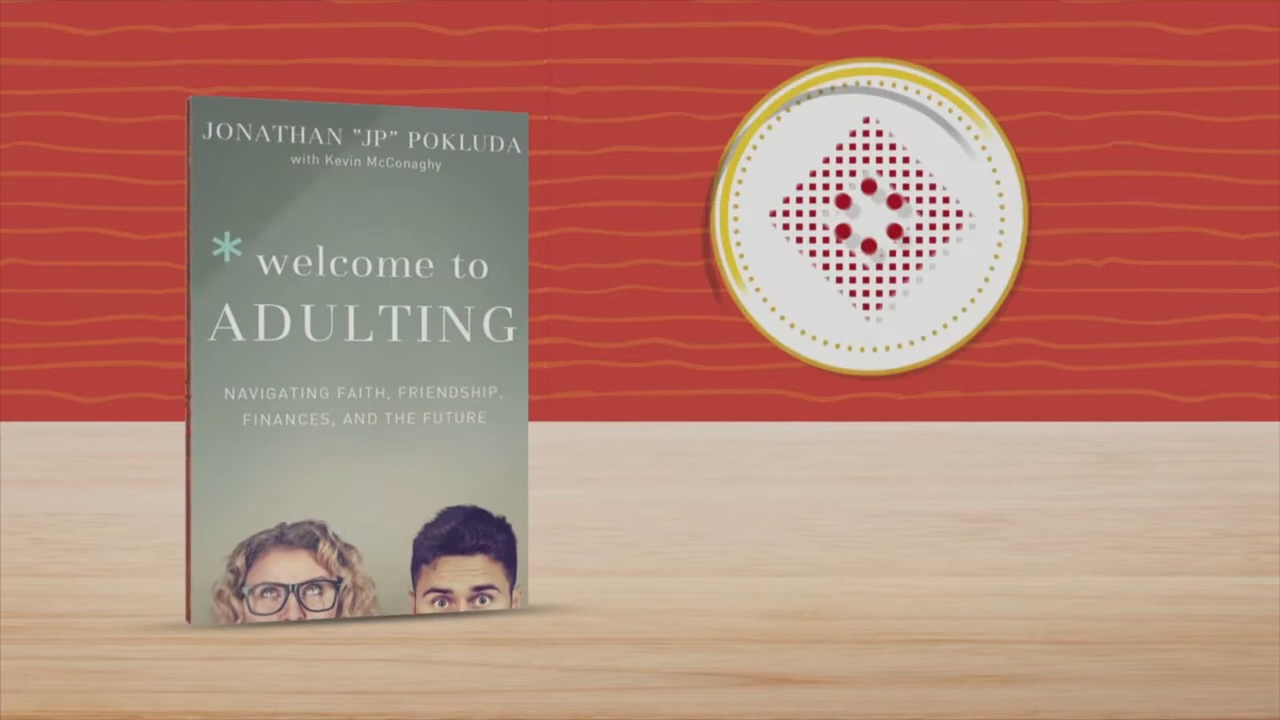 JONATHAN "JP" POKLUDA
with Kevin McConaghy
* welcome to
ADULTING
NAVIGATING FAITH, FRIENDSHIP,
FINANCES, AND THE FUTURE